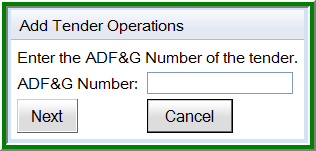 Add Tender Operations
Enter the ADF&G Number of the tender.
ADF&G Number:
Next Cancel